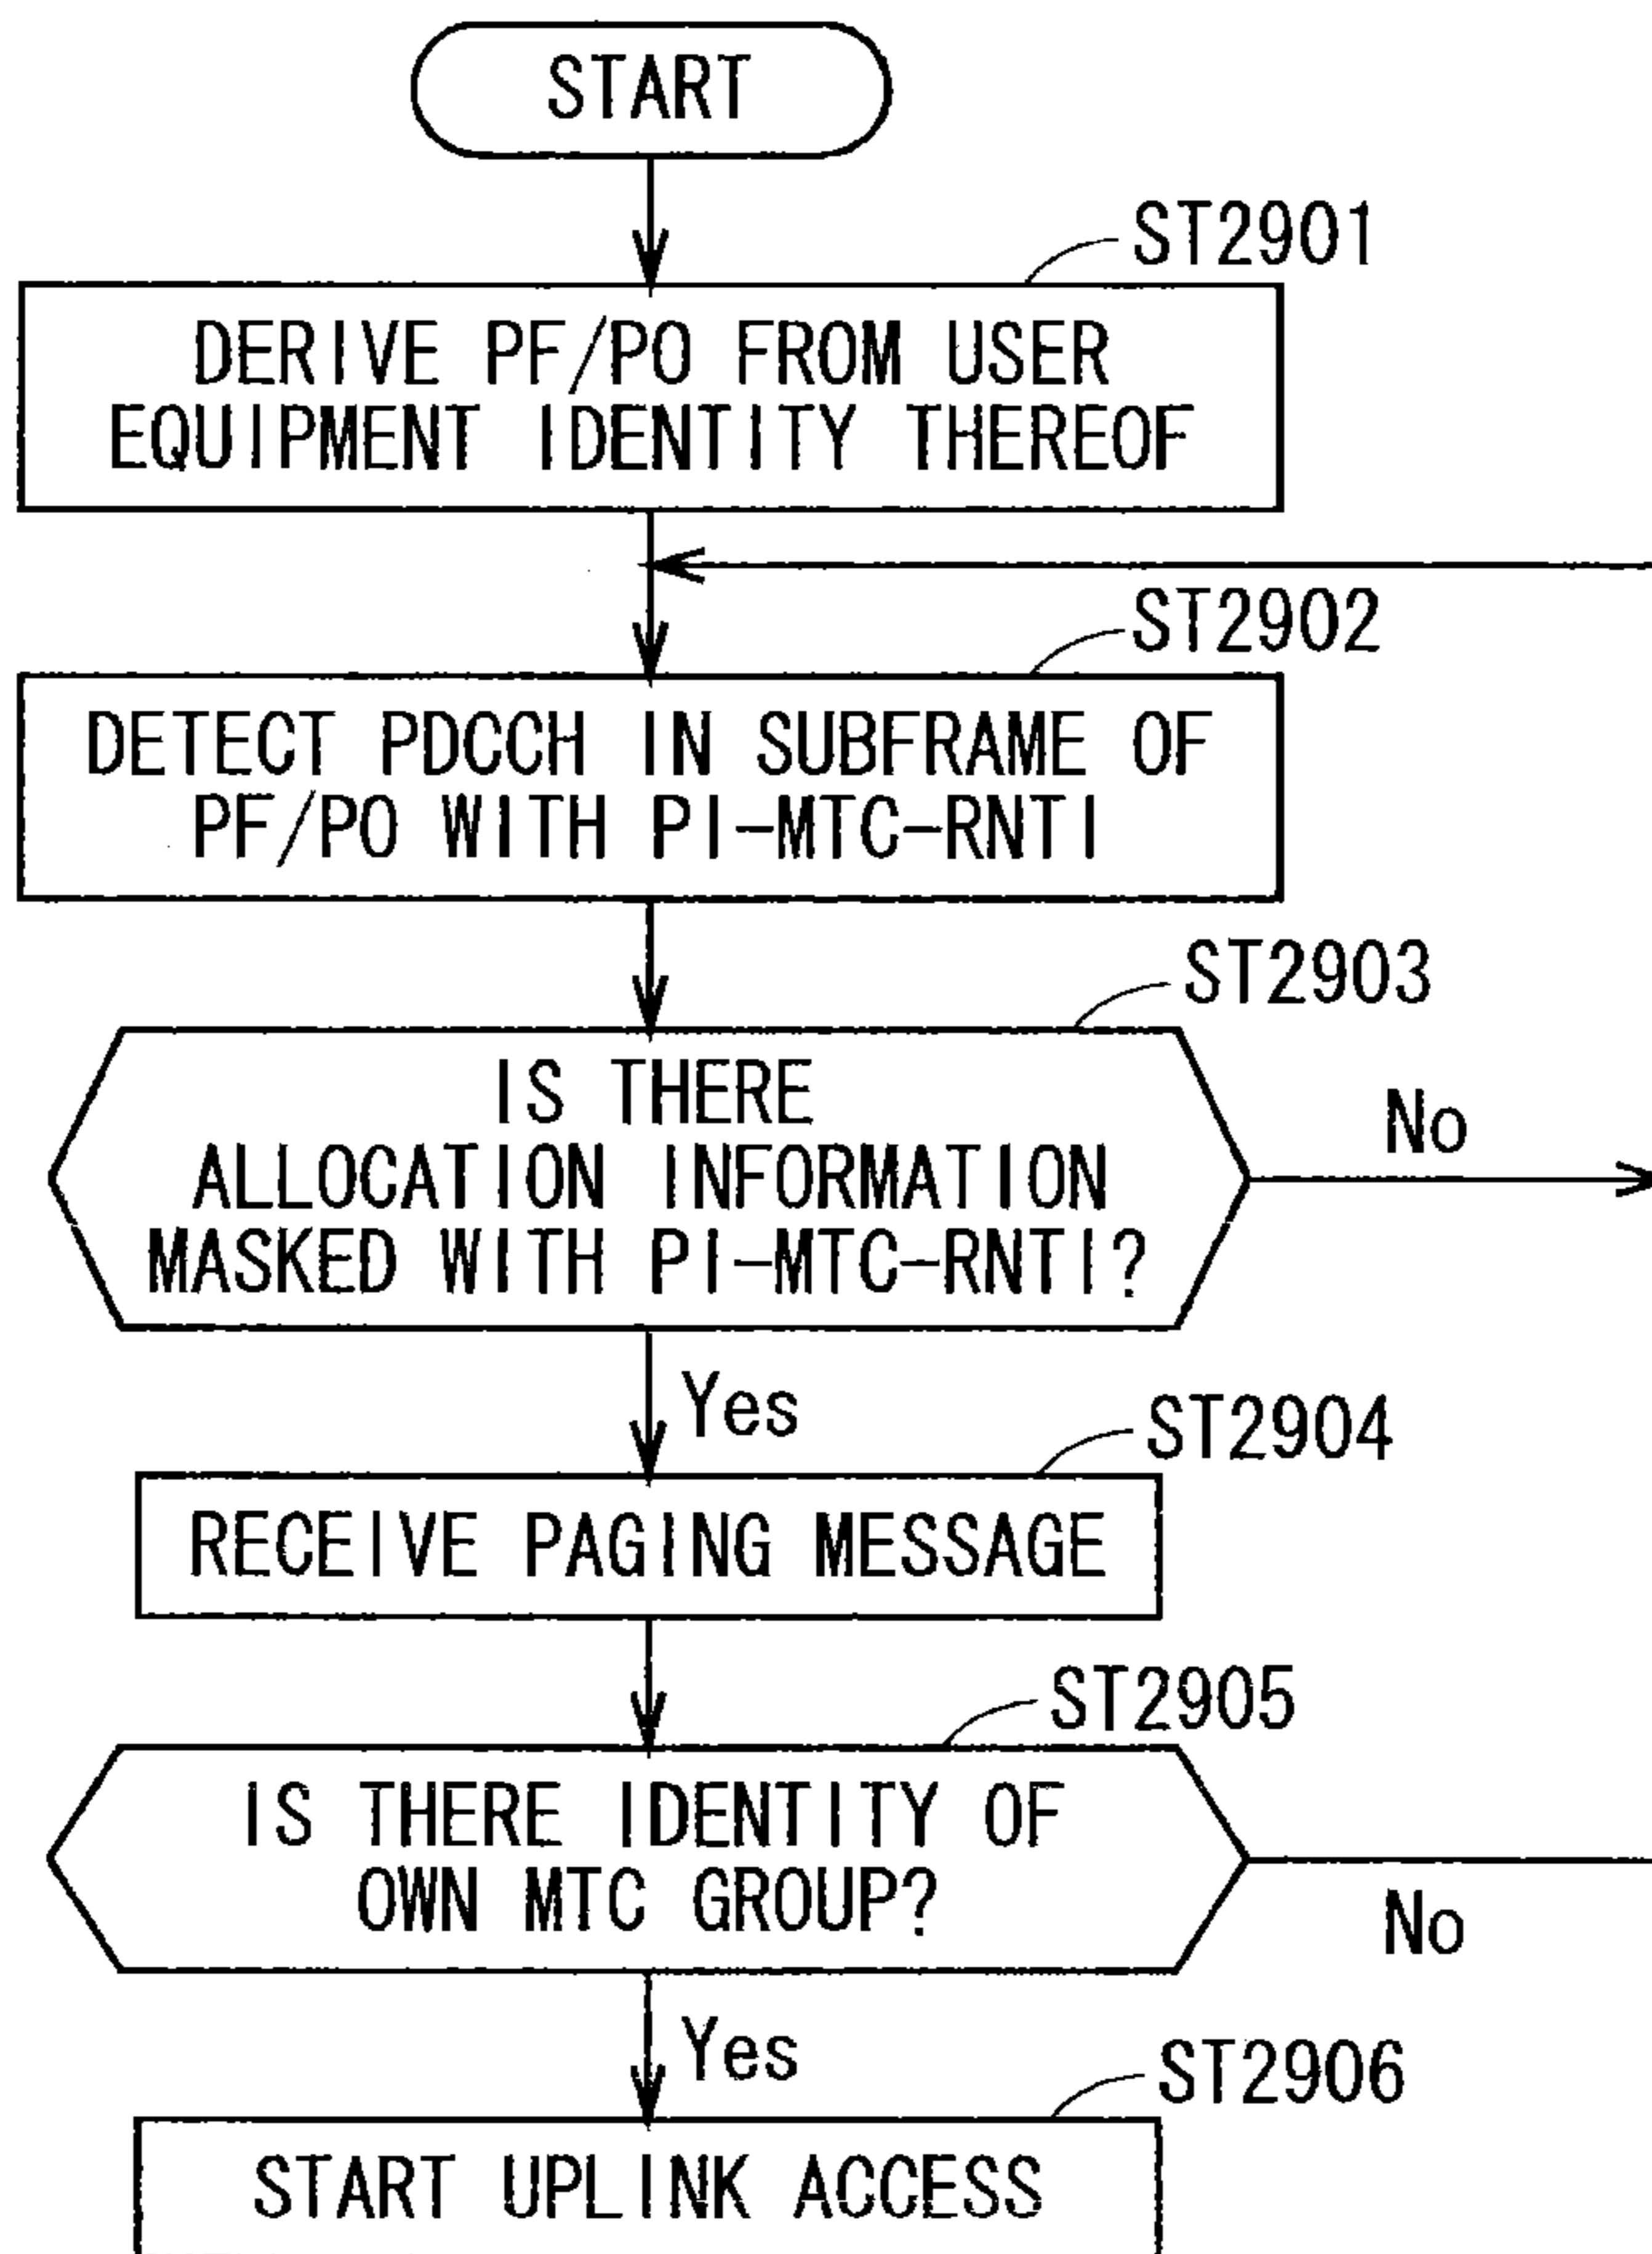 START
ST2901
DERIVE PF/PO FROM USER
EQUIPMENT IDENTITY THEREOF
ST2902
DETECT PDCCH IN SUBFRAME OF
PF/PO WITH PI-MTC-RNTI
ST2903
IS THERE
ALLOCATION INFORMATION
MASKED WITH PI-MTC-RNTI?
No
Yes
ST2904
RECEIVE PAGING MESSAGE
ST2905
IS THERE IDENTITY OF
OWN MTC GROUP?
No
Yes
ST2906
START UPLINK ACCESS